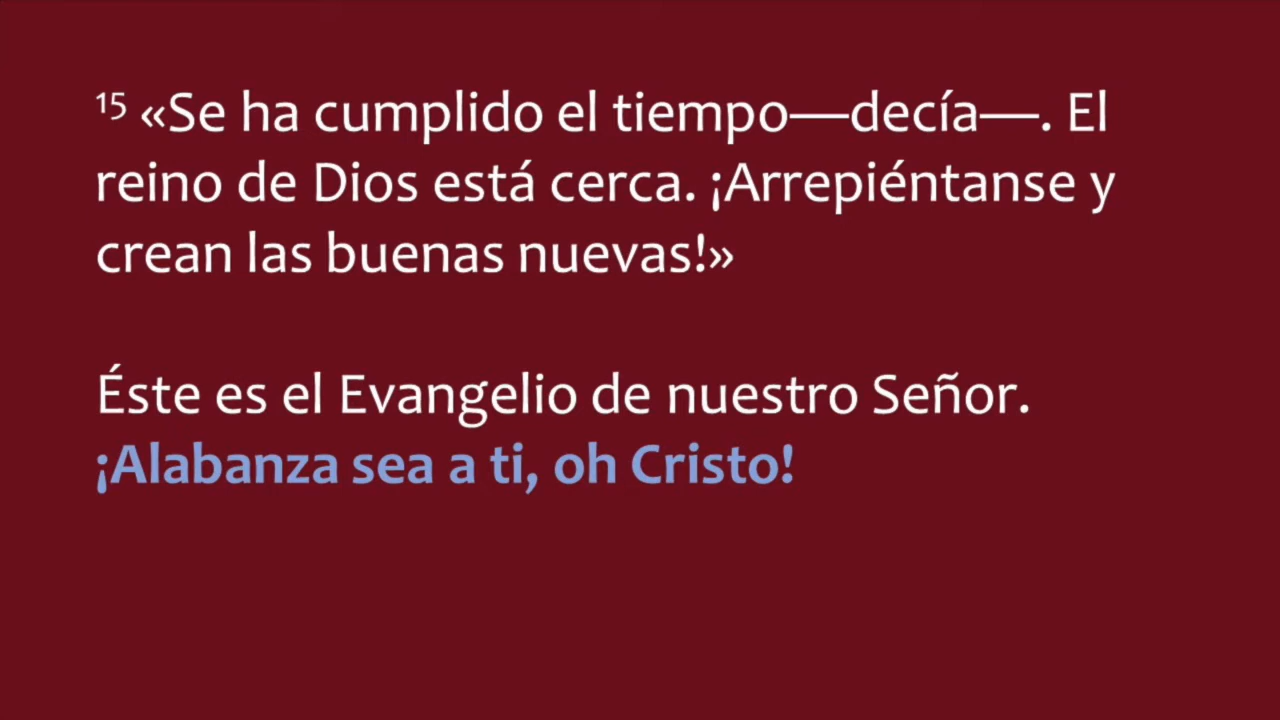 15 «Se ha cumplido el tiempo—decía—. El
reino de Dios está cerca. ¡Arrepiéntanse y
crean las buenas nuevas!»
Éste es el Evangelio de nuestro Señor.
¡Alabanza sea a ti, oh Cristo!